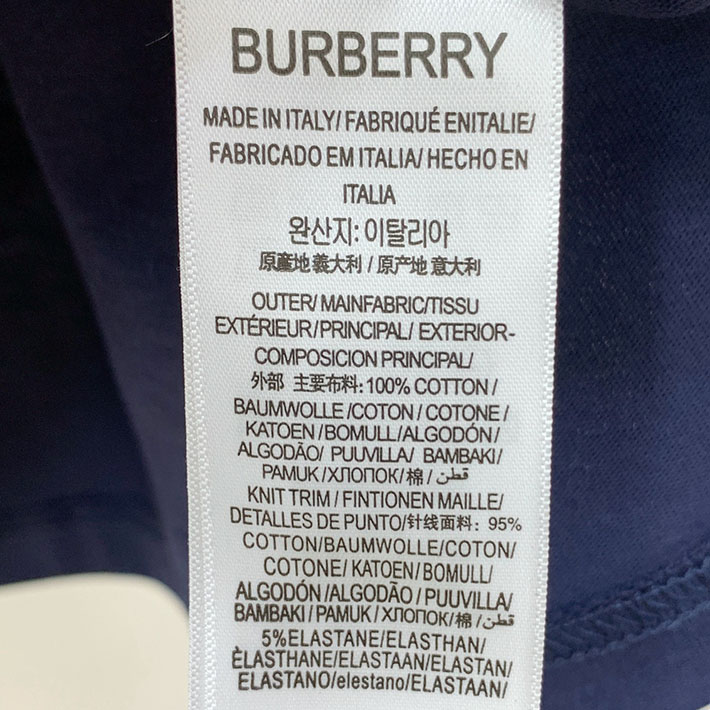 BURBERRY
MADE IN ITALY/ FABRIQUÉ ENITALIE/
FABRICADO EM ITALIA/ HECHO EN
ITALIA
완산지: 이탈리아
原產地義大利 / 原产地 意大利
OUTER/ MAINFABRIC/TISSU
EXTÉRIEUR/PRINCIPAL/ EXTERIOR-
COMPOSICION PRINCIPAL/
外部 主要布料: 100% COTTON /
BAUMWOLLE /COTON / COTONE /
KATOEN /BOMULL/ALGODÓN/
ALGODÃO/ PUUVILLA/ BAMBAKI/
PAMUK /ХЛОПОК/棉/ قطن/
KNIT TRIM / FINTIONEN MAILLE/
DETALLES DE PUNTO/针线面料: 95%
COTTON/BAUMWOLLE/COTON/
COTONE/ KATOEN/BOMULL/
ALGODÓN /ALGODÃO/PUUVILLA/
BAMBAKI / PAMUK / ХЛОПОК/棉/ قطن/
5%ELASTANE/ELASTHAN/
ÈLASTHANE/ELASTAAN/ELASTAN/
ELASTANO/elestano/ELASTAAN/